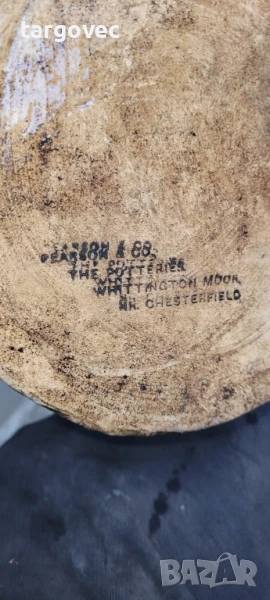 targovec
PEARSON & CO.
THE POTTERIES
WHITTINGTON MOOR,
NR. CHESTERFIELD
BAZAR